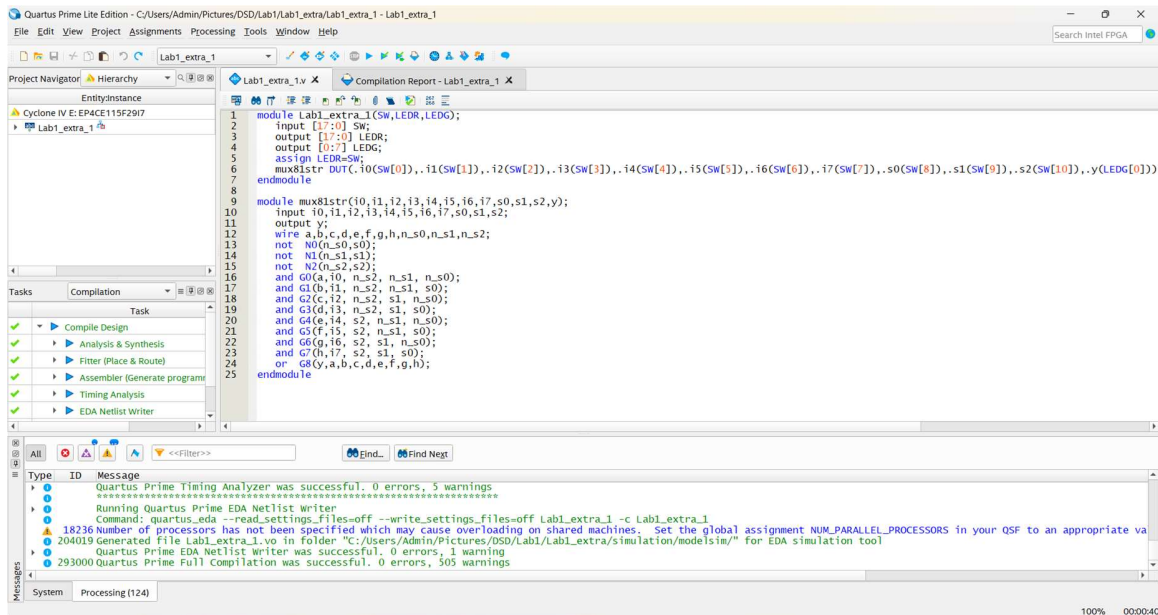 Quartus Prime Lite Edition - C:/Users/Admin/Pictures/DSD/Lab1/Lab1_extra/Lab1_extra_1 - Lab1_extra_1
File Edit View Project Assignments Processing Tools Window Help
Search Intel FPGA
Lab1_extra_1
Project Navigator Hierarchy
Lab1_extra_1.v Compilation Report - Lab1_extra_1
Entity:Instance
Cyclone IV E: EP4CE115F29I7
Lab1_extra_1
1 module Lab1_extra_1(SW,LEDR,LEDG);
2 input [17:0] SW;
3 output [17:0] LEDR;
4 output [0:7] LEDG;
5 assign LEDR=SW;
6 mux81str DUT(.i0(SW[0]),.i1(SW[1]),.i2(SW[2]),.i3(SW[3]),.i4(SW[4]),.i5(SW[5]),.i6(SW[6]),.i7(SW[7]),.s0(SW[8]),.s1(SW[9]),.s2(SW[10]),.y(LEDG[0]))
7 endmodule
8
9 module mux81str(i0,i1,i2,i3,i4,i5,i6,i7,s0,s1,s2,y);
10 input i0,i1,i2,i3,i4,i5,i6,i7,s0,s1,s2;
11 output y;
12 wire a,b,c,d,e,f,g,h,n_s0,n_s1,n_s2;
13 not N0(n_s0,s0);
14 not N1(n_s1,s1);
15 not N2(n_s2,s2);
16 and G0(a,i0, n_s2, n_s1, n_s0);
17 and G1(b,i1, n_s2, n_s1, s0);
18 and G2(c,i2, n_s2, s1, n_s0);
19 and G3(d,i3, n_s2, s1, s0);
20 and G4(e,i4, s2, n_s1, n_s0);
21 and G5(f,i5, s2, n_s1, s0);
22 and G6(g,i6, s2, s1, n_s0);
23 and G7(h,i7, s2, s1, s0);
24 or G8(y,a,b,c,d,e,f,g,h);
25 endmodule
Tasks Compilation
Task
Compile Design
Analysis & Synthesis
Fitter (Place & Route)
Assembler (Generate programm
Timing Analysis
EDA Netlist Writer
All <<Filter>> Find... Find Next
Type ID Message
Quartus Prime Timing Analyzer was successful. 0 errors, 5 warnings
*******************************************************************
Running Quartus Prime EDA Netlist Writer
Command: quartus_eda --read_settings_files=off --write_settings_files=off Lab1_extra_1 -c Lab1_extra_1
18236 Number of processors has not been specified which may cause overloading on shared machines. Set the global assignment NUM_PARALLEL_PROCESSORS in your QSF to an appropriate va
204019 Generated file Lab1_extra_1.vo in folder "C:/Users/Admin/Pictures/DSD/Lab1/Lab1_extra/simulation/modelsim/" for EDA simulation tool
Quartus Prime EDA Netlist Writer was successful. 0 errors, 1 warning
293000 Quartus Prime Full Compilation was successful. 0 errors, 505 warnings
Messages
System Processing (124)
100% 00:00:40